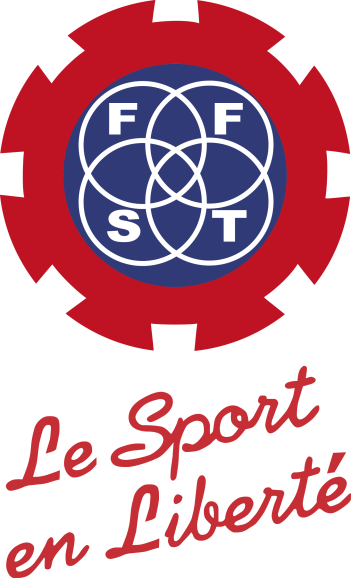 F F
S T
Le Sport
en Liberté